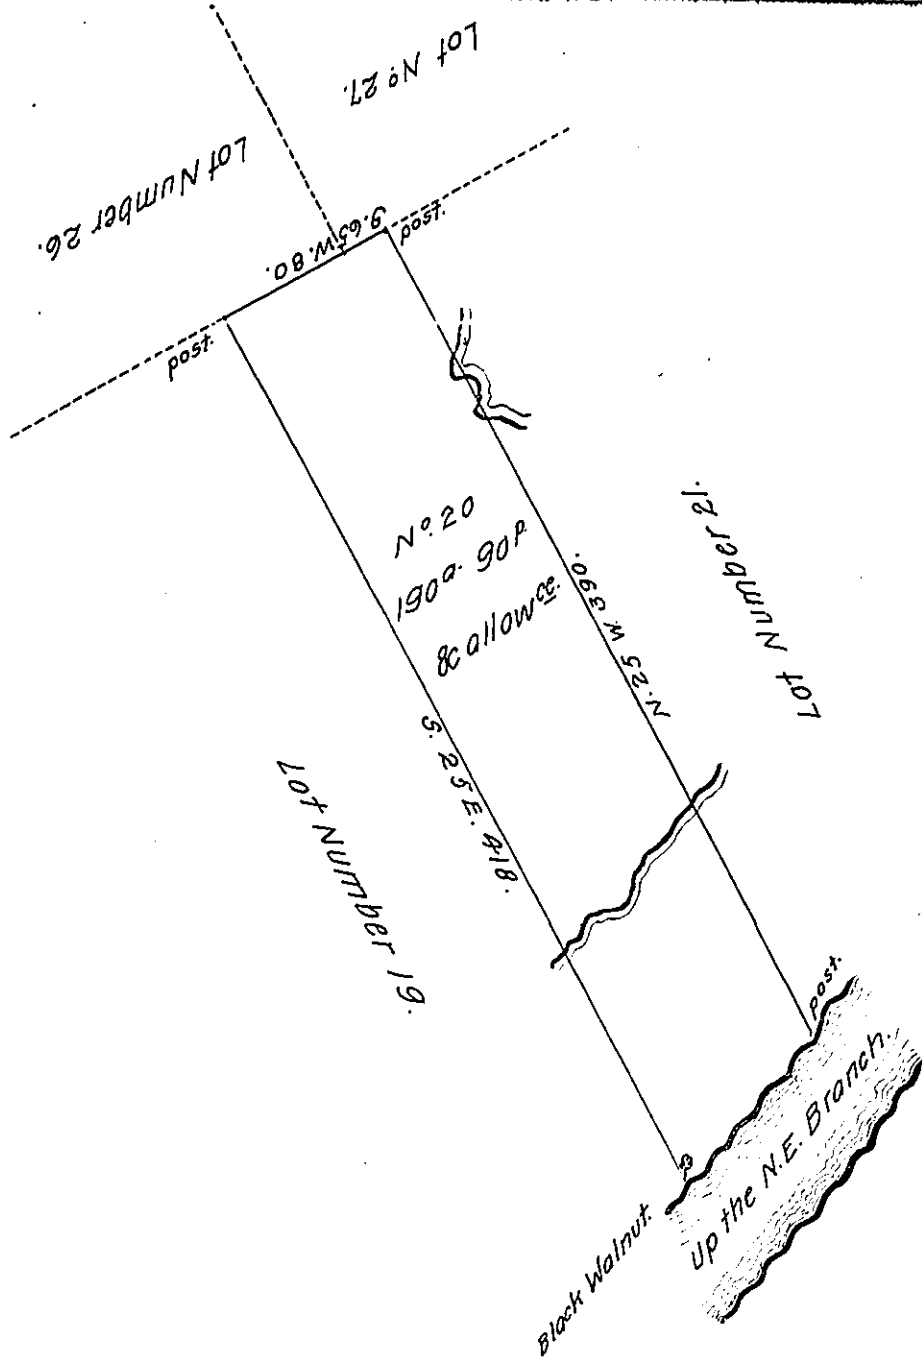 Lot Nº 27.
Lot Number 26.
S.65 W. 80.
post.
post.
Nº 20
190a. 90p
& allowce.
N. 25 W. 390.
Lot Number 21.
S. 25 E. 418.
Lot Number 19.
post.
Up the N.E. Branch.
Black Walnut.